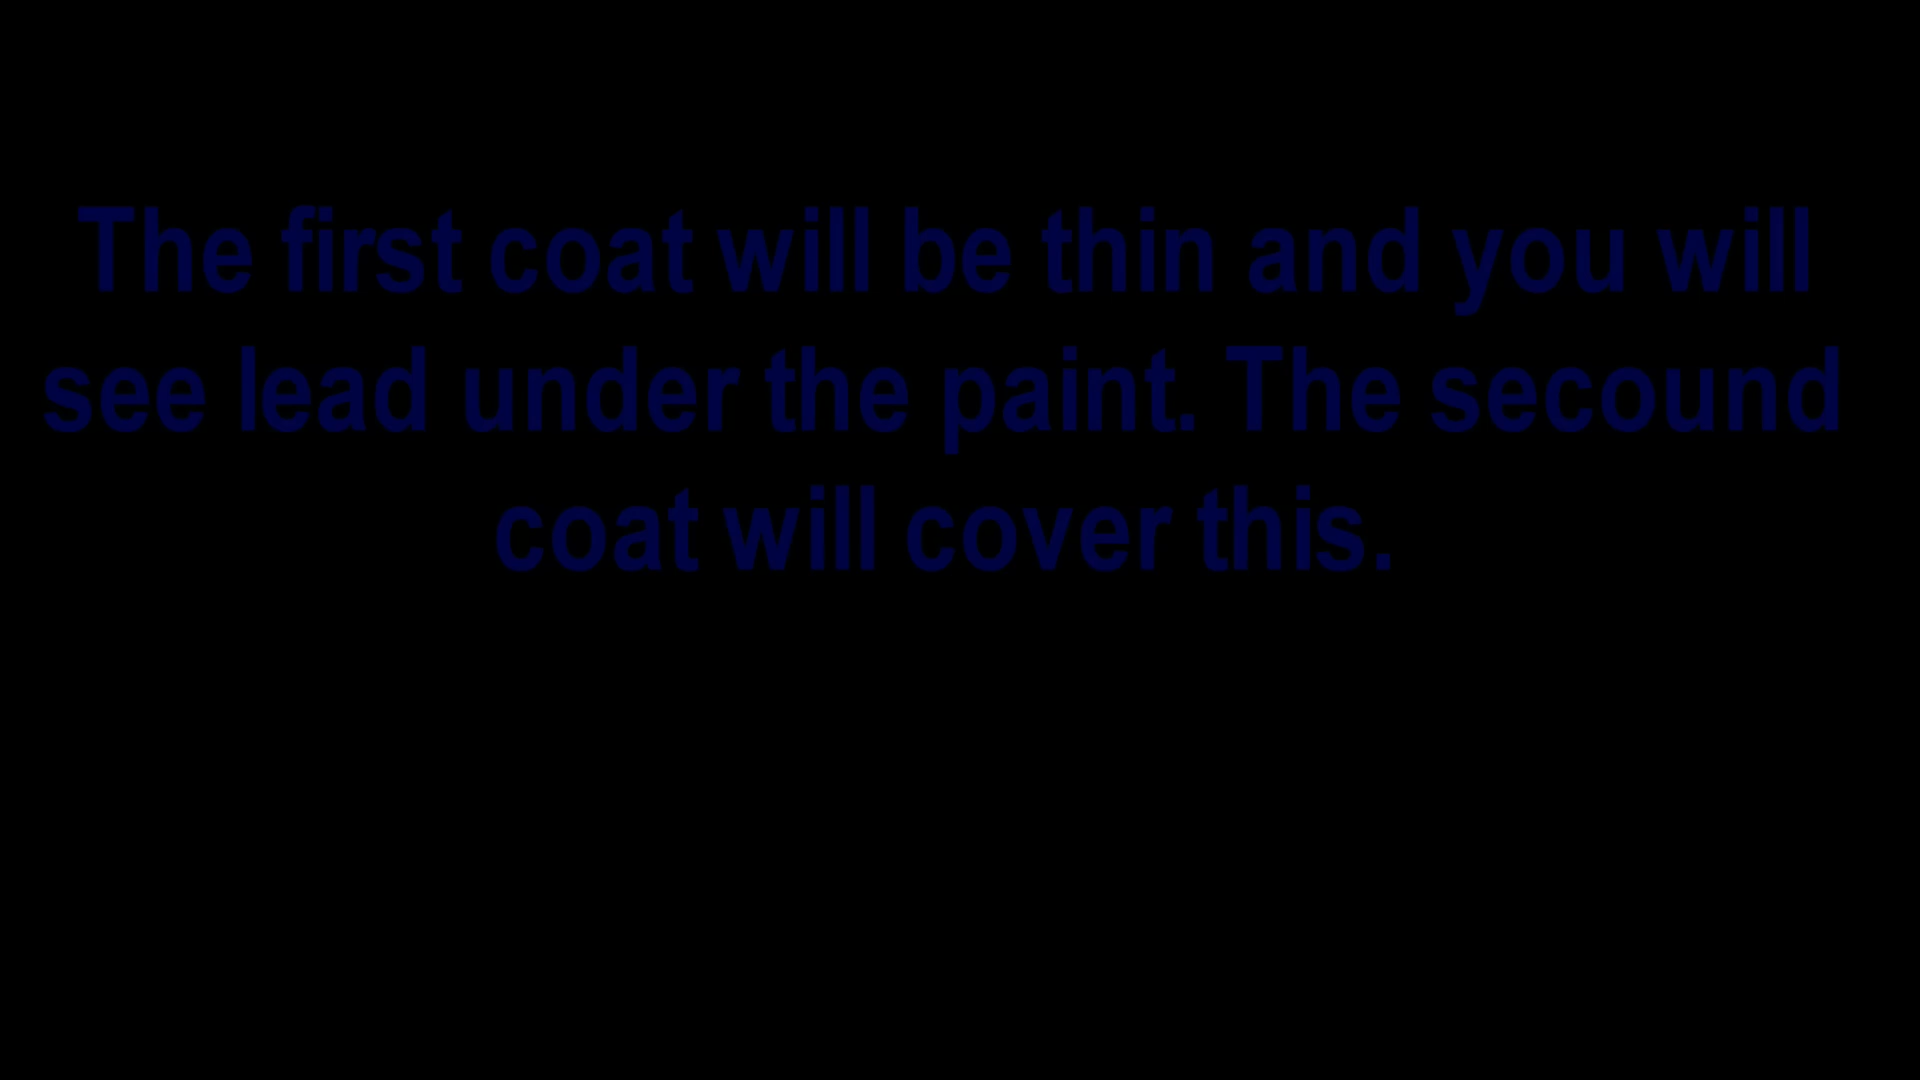 The first coat will be thin and you will
see lead under the paint. The secound
coat will cover this.